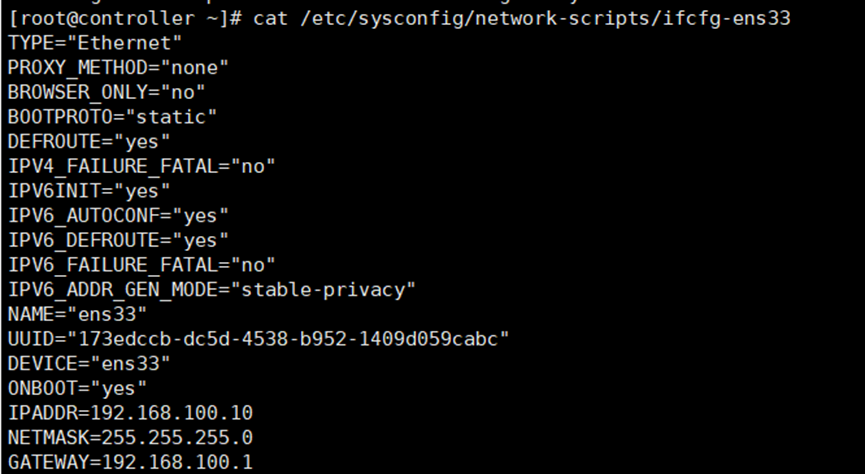 [root@controller ~]# cat /etc/sysconfig/network-scripts/ifcfg-ens33
TYPE="Ethernet"
PROXY_METHOD="none"
BROWSER_ONLY="no"
BOOTPROTO="static"
DEFROUTE="yes"
IPV4_FAILURE_FATAL="no"
IPV6INIT="yes"
IPV6_AUTOCONF="yes"
IPV6_DEFROUTE="yes"
IPV6_FAILURE_FATAL="no"
IPV6_ADDR_GEN_MODE="stable-privacy"
NAME="ens33"
UUID="173edccb-dc5d-4538-b952-1409d059cabc"
DEVICE="ens33"
ONBOOT="yes"
IPADDR=192.168.100.10
NETMASK=255.255.255.0
GATEWAY=192.168.100.1